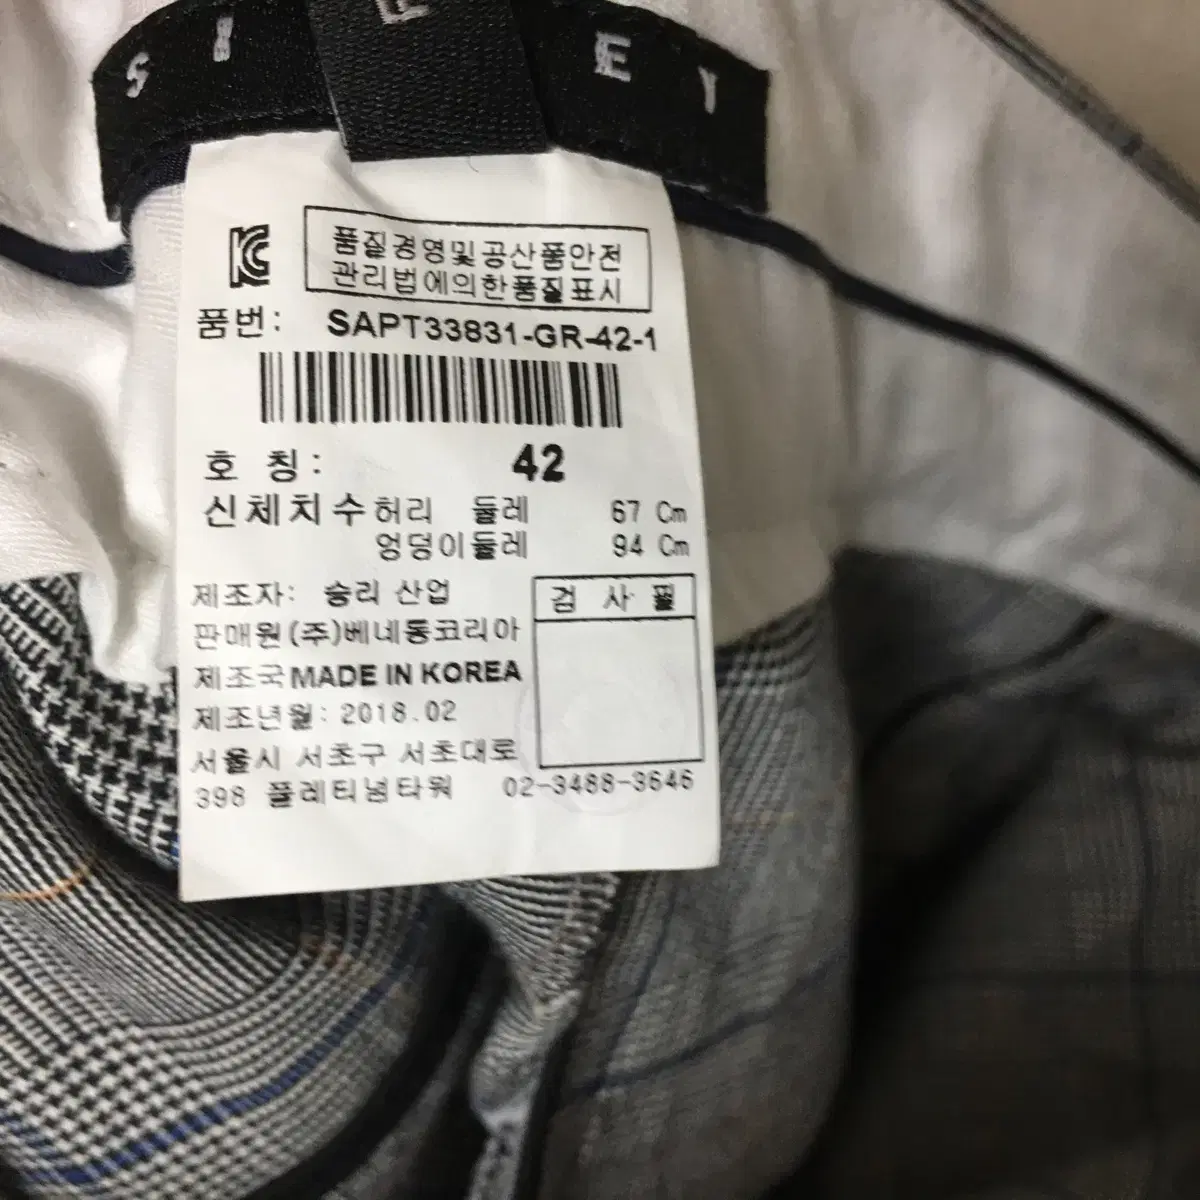 S I E Y
F
KC
품질경영및공산품안전
관리법에의한품질표시
품번: SAPT33831-GR-42-1
호 칭: 42
신체치수 허리 둘레 67 Cm
엉덩이둘레 94 Cm
제조자: 승리 산업
판매원(주)베네통코리아
제조국MADE IN KOREA
제조년월: 2018.02
서울시 서초구 서초대로
398 플레티넘타워 02-3488-3646
검 사 필